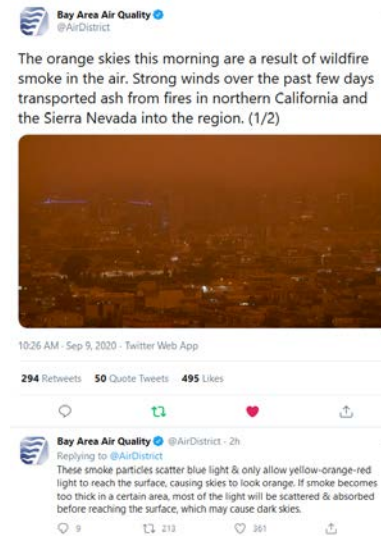 Bay Area Air Quality
@AirDistrict
The orange skies this morning are a result of wildfire
smoke in the air. Strong winds over the past few days
transported ash from fires in northern California and
the Sierra Nevada into the region. (1/2)
10:26 AM · Sep 9, 2020 · Twitter Web App
294 Retweets 50 Quote Tweets 495 Likes
Bay Area Air Quality @AirDistrict · 2h
Replying to @AirDistrict
These smoke particles scatter blue light & only allow yellow-orange-red
light to reach the surface, causing skies to look orange. If smoke becomes
too thick in a certain area, most of the light will be scattered & absorbed
before reaching the surface, which may cause dark skies.
9 213 361